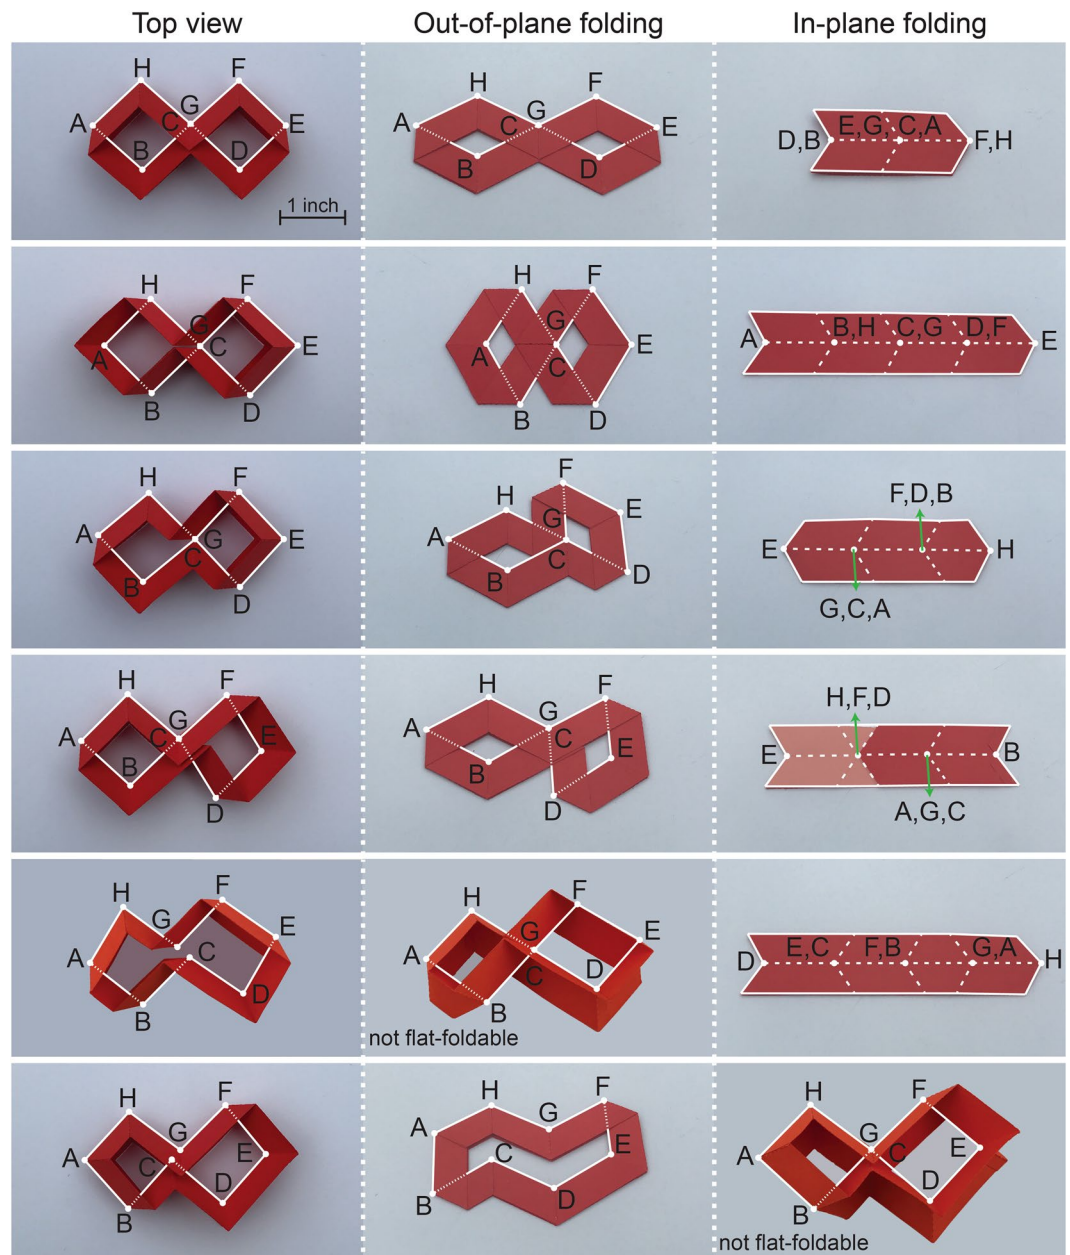 Top view Out-of-plane folding In-plane folding
H F
A G E
C
B D
1 inch
H F
A G E
C
B D
E,G, C,A
D,B F,H
H F
G
A C E
B D
H F
G
A E
C
B D
A B,H C,G D,F E
H F
A G E
C
B D
F
H E
A G
B C D
F,D,B
E H
G,C,A
H F
A G
C E
B
D
H F
A G
C E
B
D
H,F,D
E B
A,G,C
H F
G E
A C
B D
H F
G E
A
C D
B
not flat-foldable
D E,C F,B G,A H
H F
A G E
C
B D
H F
A G
C E
B D
H F
A G C E
B D
not flat-foldable